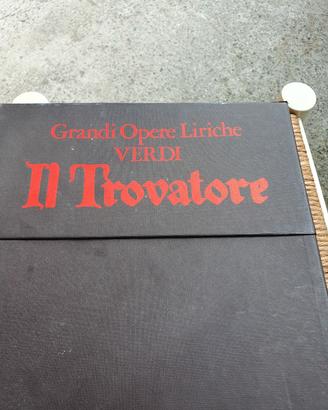 Grandi Opere Liriche
VERDI
Il Trovatore